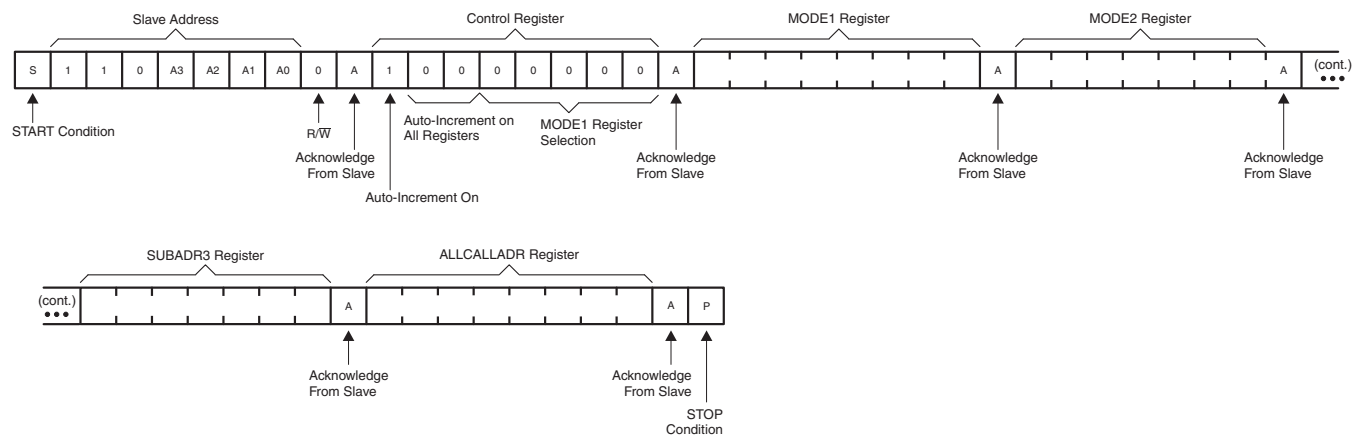 Slave Address
Control Register
MODE1 Register
MODE2 Register
S 1 1 0 A3 A2 A1 A0 0 A 1 0 0 0 0 0 0 0 A A A (cont.)
•••
START Condition
R/W̅
Acknowledge
From Slave
Auto-Increment On
Auto-Increment on
All Registers
MODE1 Register
Selection
Acknowledge
From Slave
Acknowledge
From Slave
Acknowledge
From Slave
SUBADR3 Register
ALLCALLADR Register
(cont.)
•••
A A P
Acknowledge
From Slave
Acknowledge
From Slave
STOP
Condition